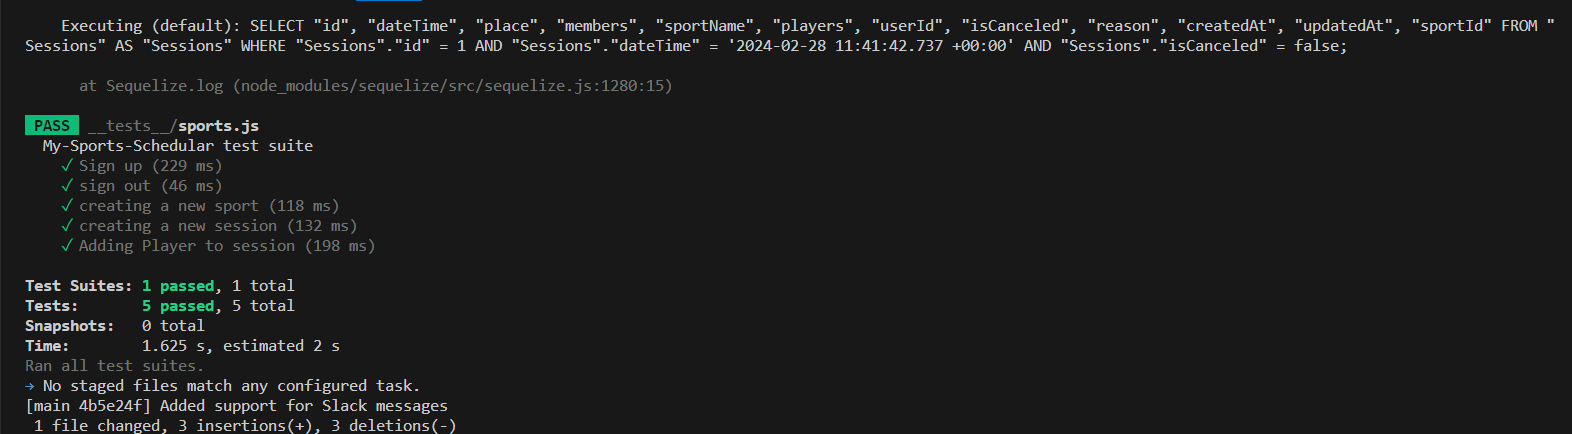 Executing (default): SELECT "id", "dateTime", "place", "members", "sportName", "players", "userId", "isCanceled", "reason", "createdAt", "updatedAt", "sportId" FROM "
Sessions" AS "Sessions" WHERE "Sessions"."id" = 1 AND "Sessions"."dateTime" = '2024-02-28 11:41:42.737 +00:00' AND "Sessions"."isCanceled" = false;
at Sequelize.log (node_modules/sequelize/src/sequelize.js:1280:15)
PASS __tests__/sports.js
My-Sports-Schedular test suite
✓ Sign up (229 ms)
✓ sign out (46 ms)
✓ creating a new sport (118 ms)
✓ creating a new session (132 ms)
✓ Adding Player to session (198 ms)
Test Suites: 1 passed, 1 total
Tests: 5 passed, 5 total
Snapshots: 0 total
Time: 1.625 s, estimated 2 s
Ran all test suites.
→ No staged files match any configured task.
[main 4b5e24f] Added support for Slack messages
1 file changed, 3 insertions(+), 3 deletions(-)